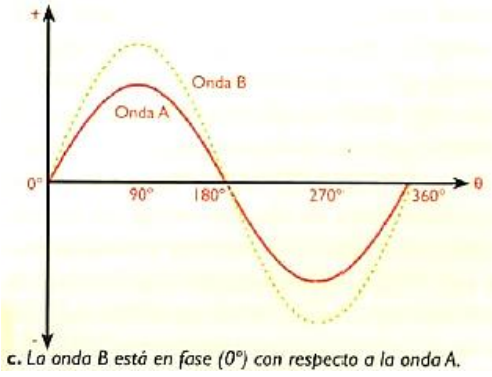 +
Onda B
Onda A
0°
90°
180°
270°
360°
θ
-
c. La onda B está en fase (0°) con respecto a la onda A.